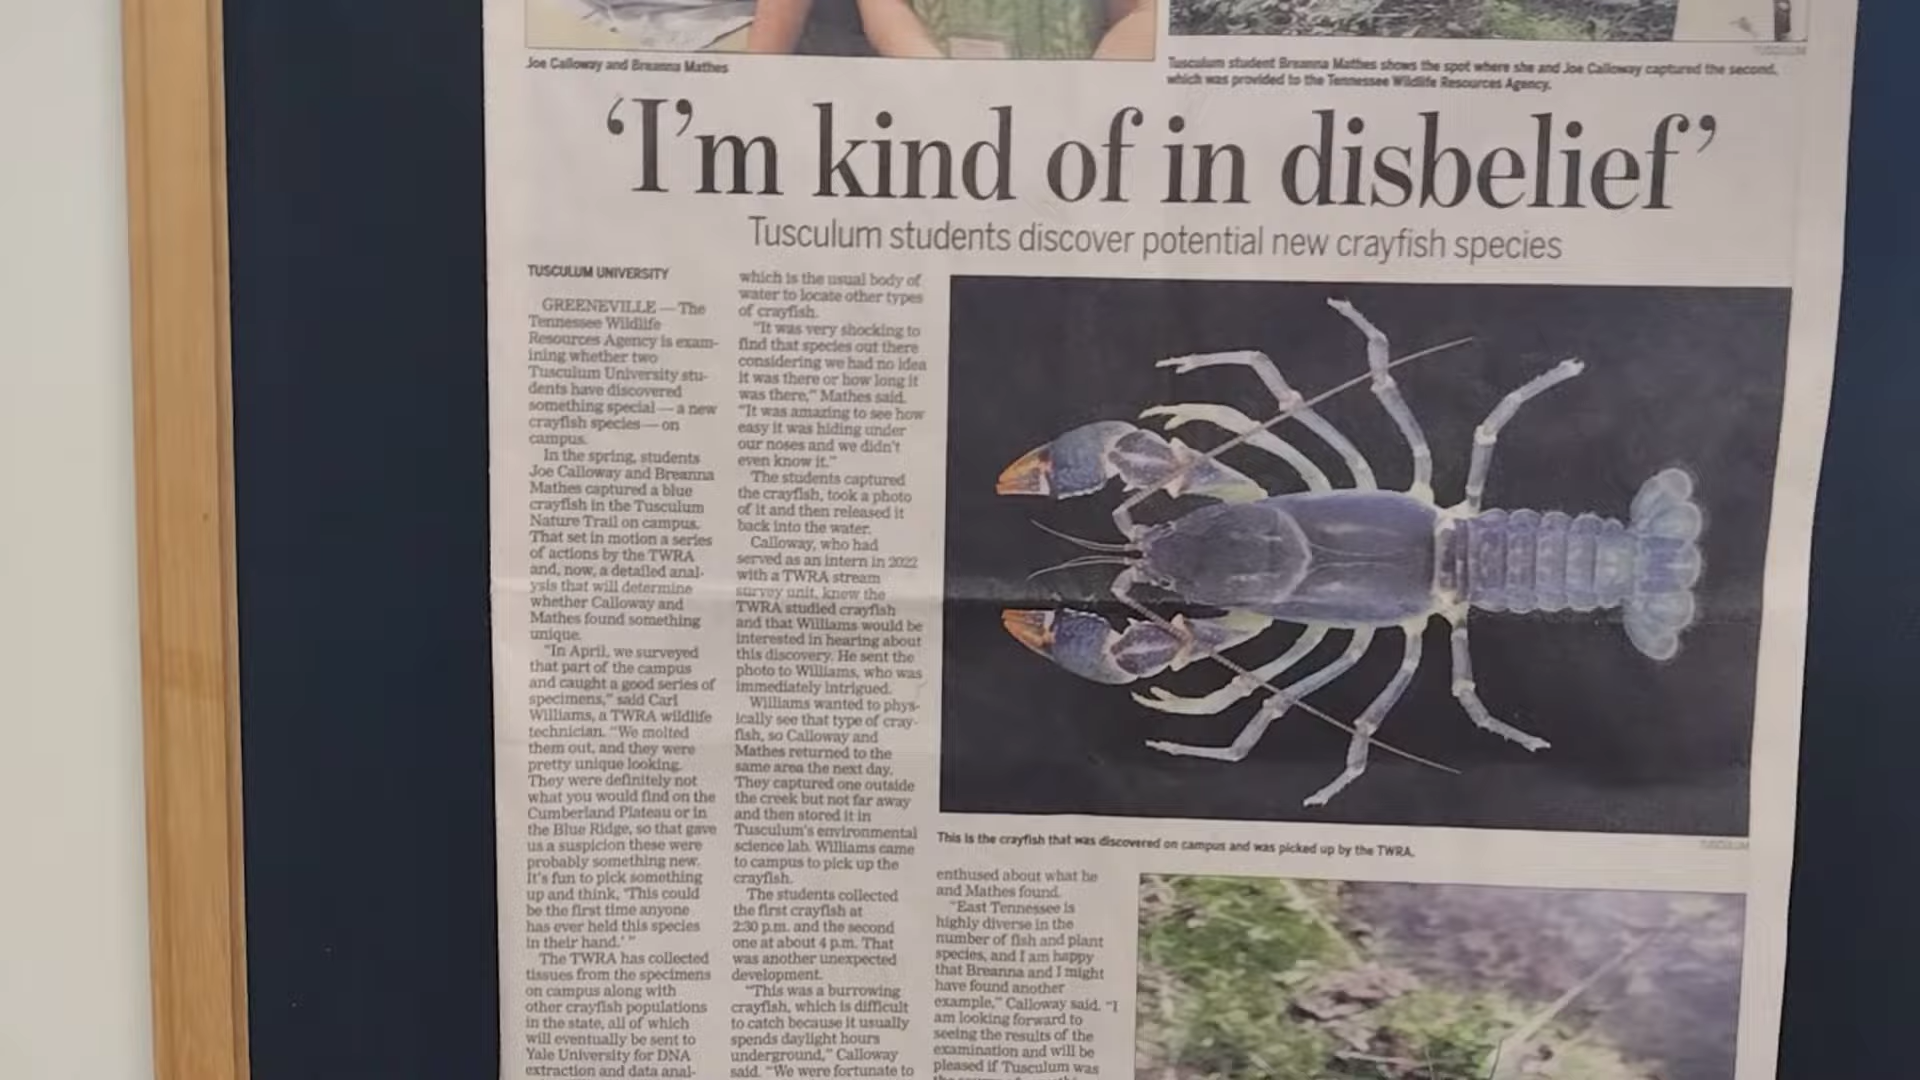 Joe Calloway and Breanna Mathes
TUSCULUM
Tusculum student Breanna Mathes shows the spot where she and Joe Calloway captured the second,
which was provided to the Tennessee Wildlife Resources Agency.
‘I’m kind of in disbelief’
Tusculum students discover potential new crayfish species
TUSCULUM UNIVERSITY
GREENEVILLE — The
Tennessee Wildlife
Resources Agency is exam-
ining whether two
Tusculum University stu-
dents have discovered
something special — a new
crayfish species — on
campus.
In the spring, students
Joe Calloway and Breanna
Mathes captured a blue
crayfish in the Tusculum
Nature Trail on campus.
That set in motion a series
of actions by the TWRA
and, now, a detailed anal-
ysis that will determine
whether Calloway and
Mathes found something
unique.
“In April, we surveyed
that part of the campus
and caught a good series of
specimens,” said Carl
Williams, a TWRA wildlife
technician. “We molted
them out, and they were
pretty unique looking.
They were definitely not
what you would find on the
Cumberland Plateau or in
the Blue Ridge, so that gave
us a suspicion these were
probably something new.
It’s fun to pick something
up and think, ‘This could
be the first time anyone
has ever held this species
in their hand.’ ”
The TWRA has collected
tissues from the specimens
on campus along with
other crayfish populations
in the state, all of which
will eventually be sent to
Yale University for DNA
extraction and data anal-
which is the usual body of
water to locate other types
of crayfish.
“It was very shocking to
find that species out there
considering we had no idea
it was there or how long it
was there,” Mathes said.
“It was amazing to see how
easy it was hiding under
our noses and we didn’t
even know it.”
The students captured
the crayfish, took a photo
of it and then released it
back into the water.
Calloway, who had
served as an intern in 2022
with a TWRA stream
survey unit, knew the
TWRA studied crayfish
and that Williams would be
interested in hearing about
this discovery. He sent the
photo to Williams, who was
immediately intrigued.
Williams wanted to phys-
ically see that type of cray-
fish, so Calloway and
Mathes returned to the
same area the next day.
They captured one outside
the creek but not far away
and then stored it in
Tusculum’s environmental
science lab. Williams came
to campus to pick up the
crayfish.
The students collected
the first crayfish at
2:30 p.m. and the second
one at about 4 p.m. That
was another unexpected
development.
“This was a burrowing
crayfish, which is difficult
to catch because it usually
spends daylight hours
underground,” Calloway
said. “We were fortunate to
This is the crayfish that was discovered on campus and was picked up by the TWRA.
TUSCULUM
enthused about what he
and Mathes found.
“East Tennessee is
highly diverse in the
number of fish and plant
species, and I am happy
that Breanna and I might
have found another
example,” Calloway said. “I
am looking forward to
seeing the results of the
examination and will be
pleased if Tusculum was